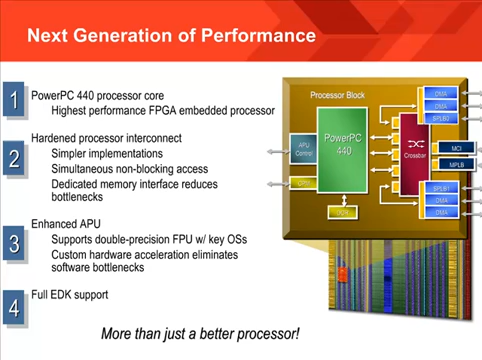 Next Generation of Performance
1
PowerPC 440 processor core
Highest performance FPGA embedded processor
2
Hardened processor interconnect
Simpler implementations
Simultaneous non-blocking access
Dedicated memory interface reduces
bottlenecks
3
Enhanced APU
Supports double-precision FPU w/ key OSs
Custom hardware acceleration eliminates
software bottlenecks
4
Full EDK support
More than just a better processor!
Processor Block
APU
Control
PowerPC
440
Crossbar
DMA
DMA
SPLB0
MCI
MPLB
SPLB1
DMA
DMA